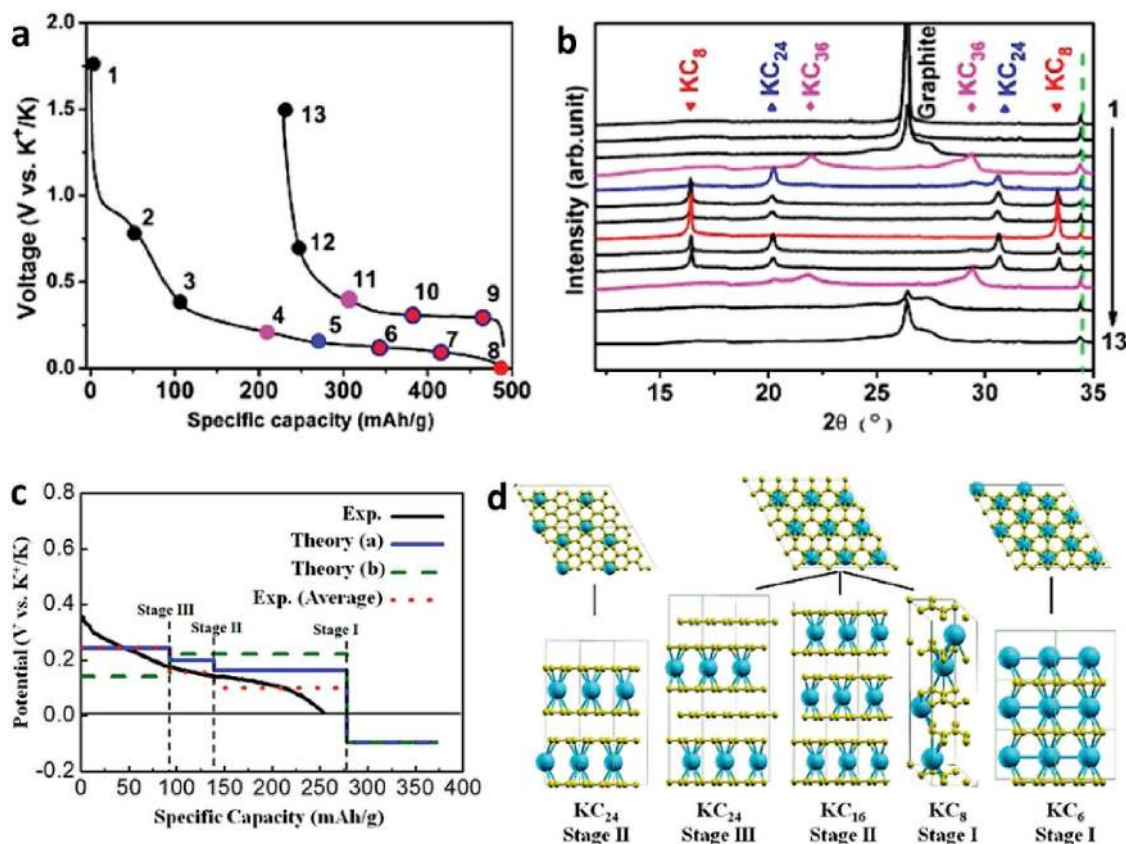 a
2.0
1.5
1.0
0.5
0.0
Voltage (V vs. K⁺/K)
0 100 200 300 400 500
Specific capacity (mAh/g)
1
2
3
4
5
6
7
8
9
10
11
12
13
b
KC₈ KC₂₄ KC₃₆ Graphite KC₃₆ KC₂₄ KC₈
1
13
Intensity (arb.unit)
15 20 25 30 35
2θ (°)
c
0.8
0.6
0.4
0.2
0.0
-0.2
Potential (V vs. K⁺/K)
Exp.
Theory (a)
Theory (b)
Exp. (Average)
Stage III
Stage II
Stage I
0 50 100 150 200 250 300 350 400
Specific Capacity (mAh/g)
d
KC₂₄
Stage II
KC₂₄
Stage III
KC₁₆
Stage II
KC₈
Stage I
KC₆
Stage I